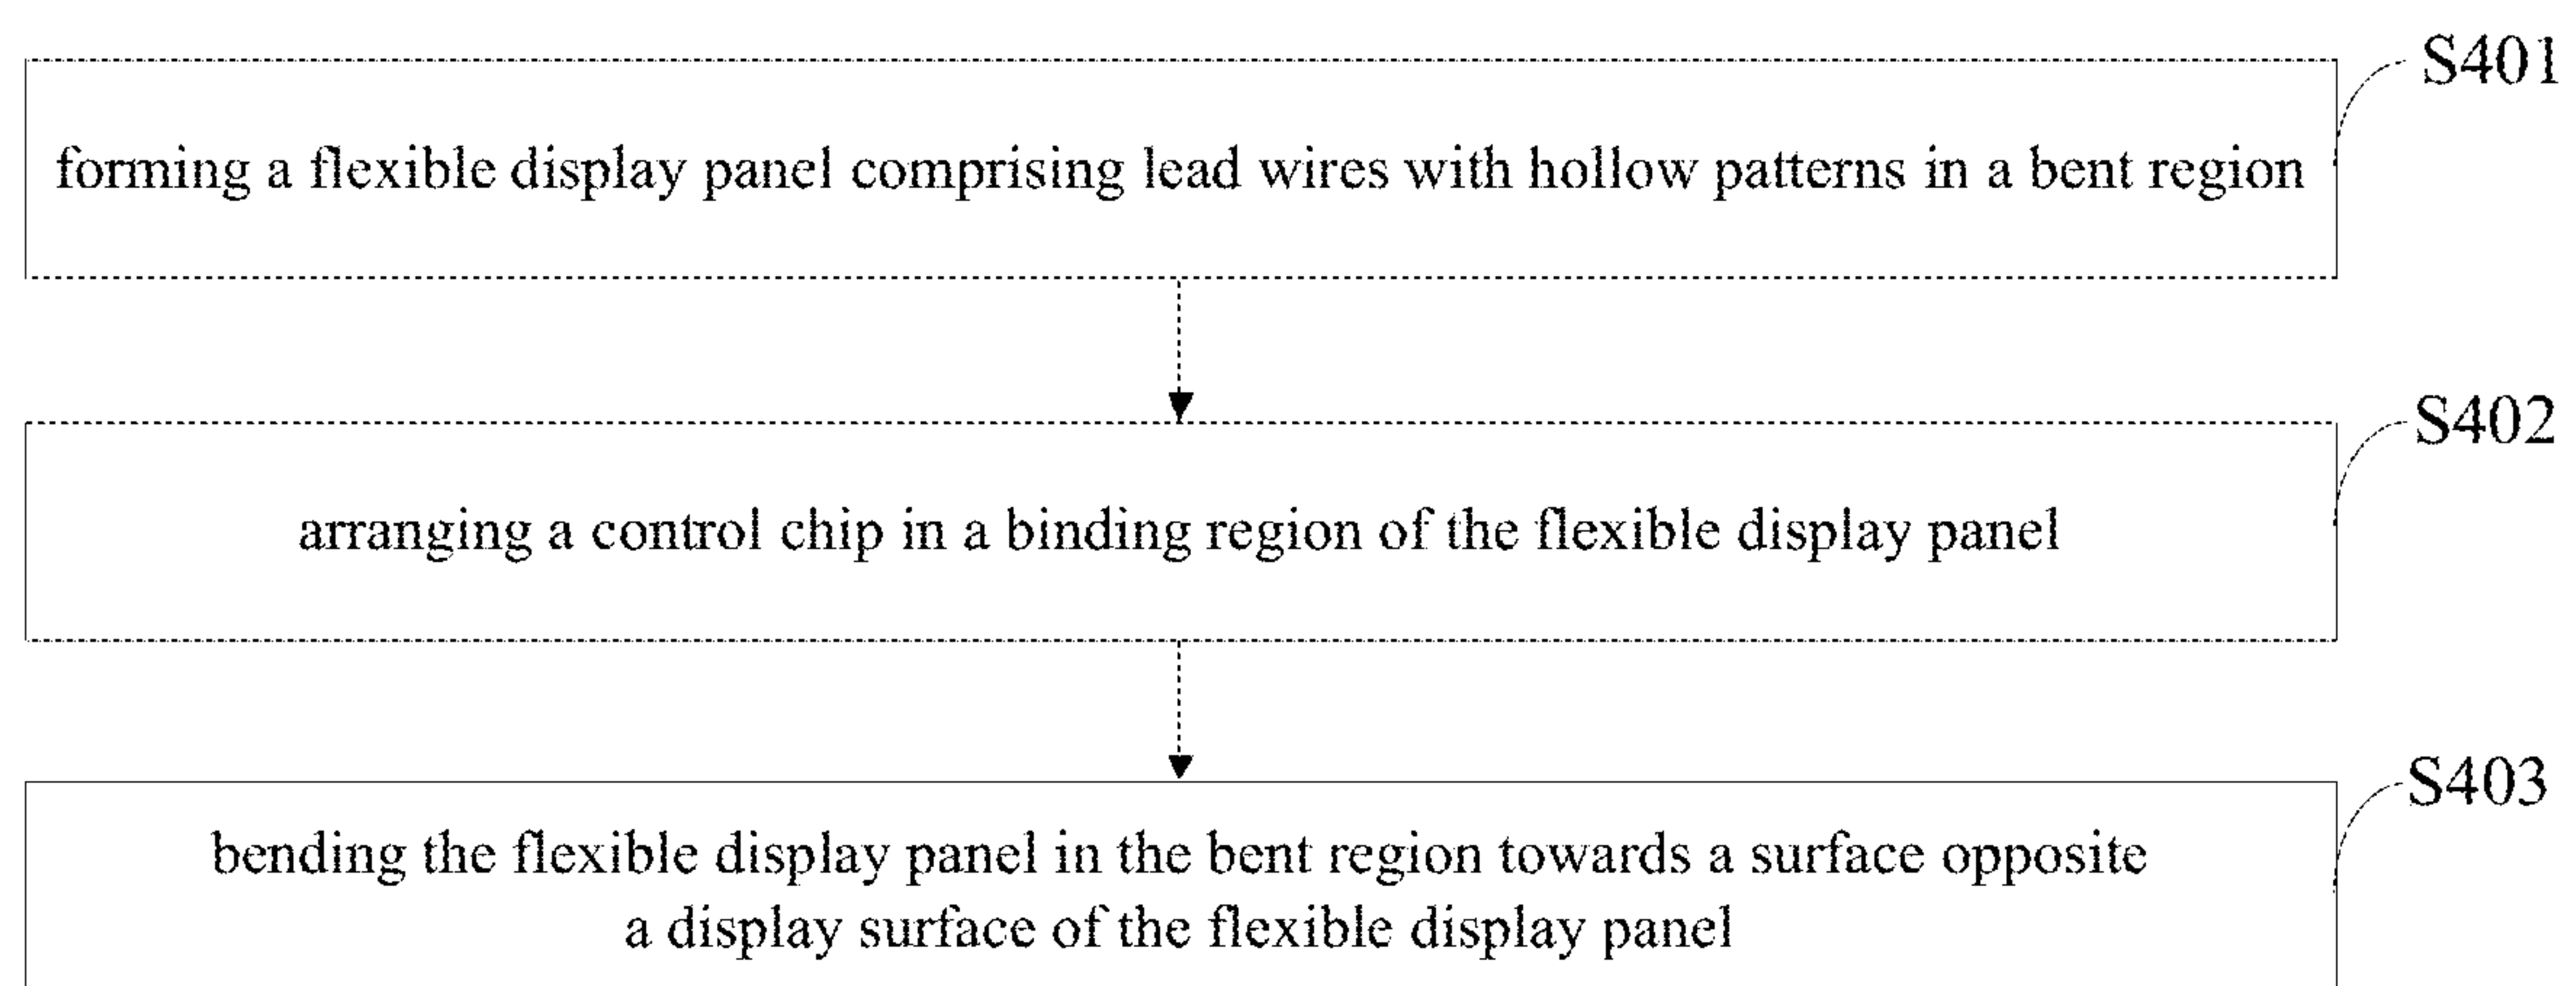 S401
forming a flexible display panel comprising lead wires with hollow patterns in a bent region
S402
arranging a control chip in a binding region of the flexible display panel
S403
bending the flexible display panel in the bent region towards a surface opposite
a display surface of the flexible display panel